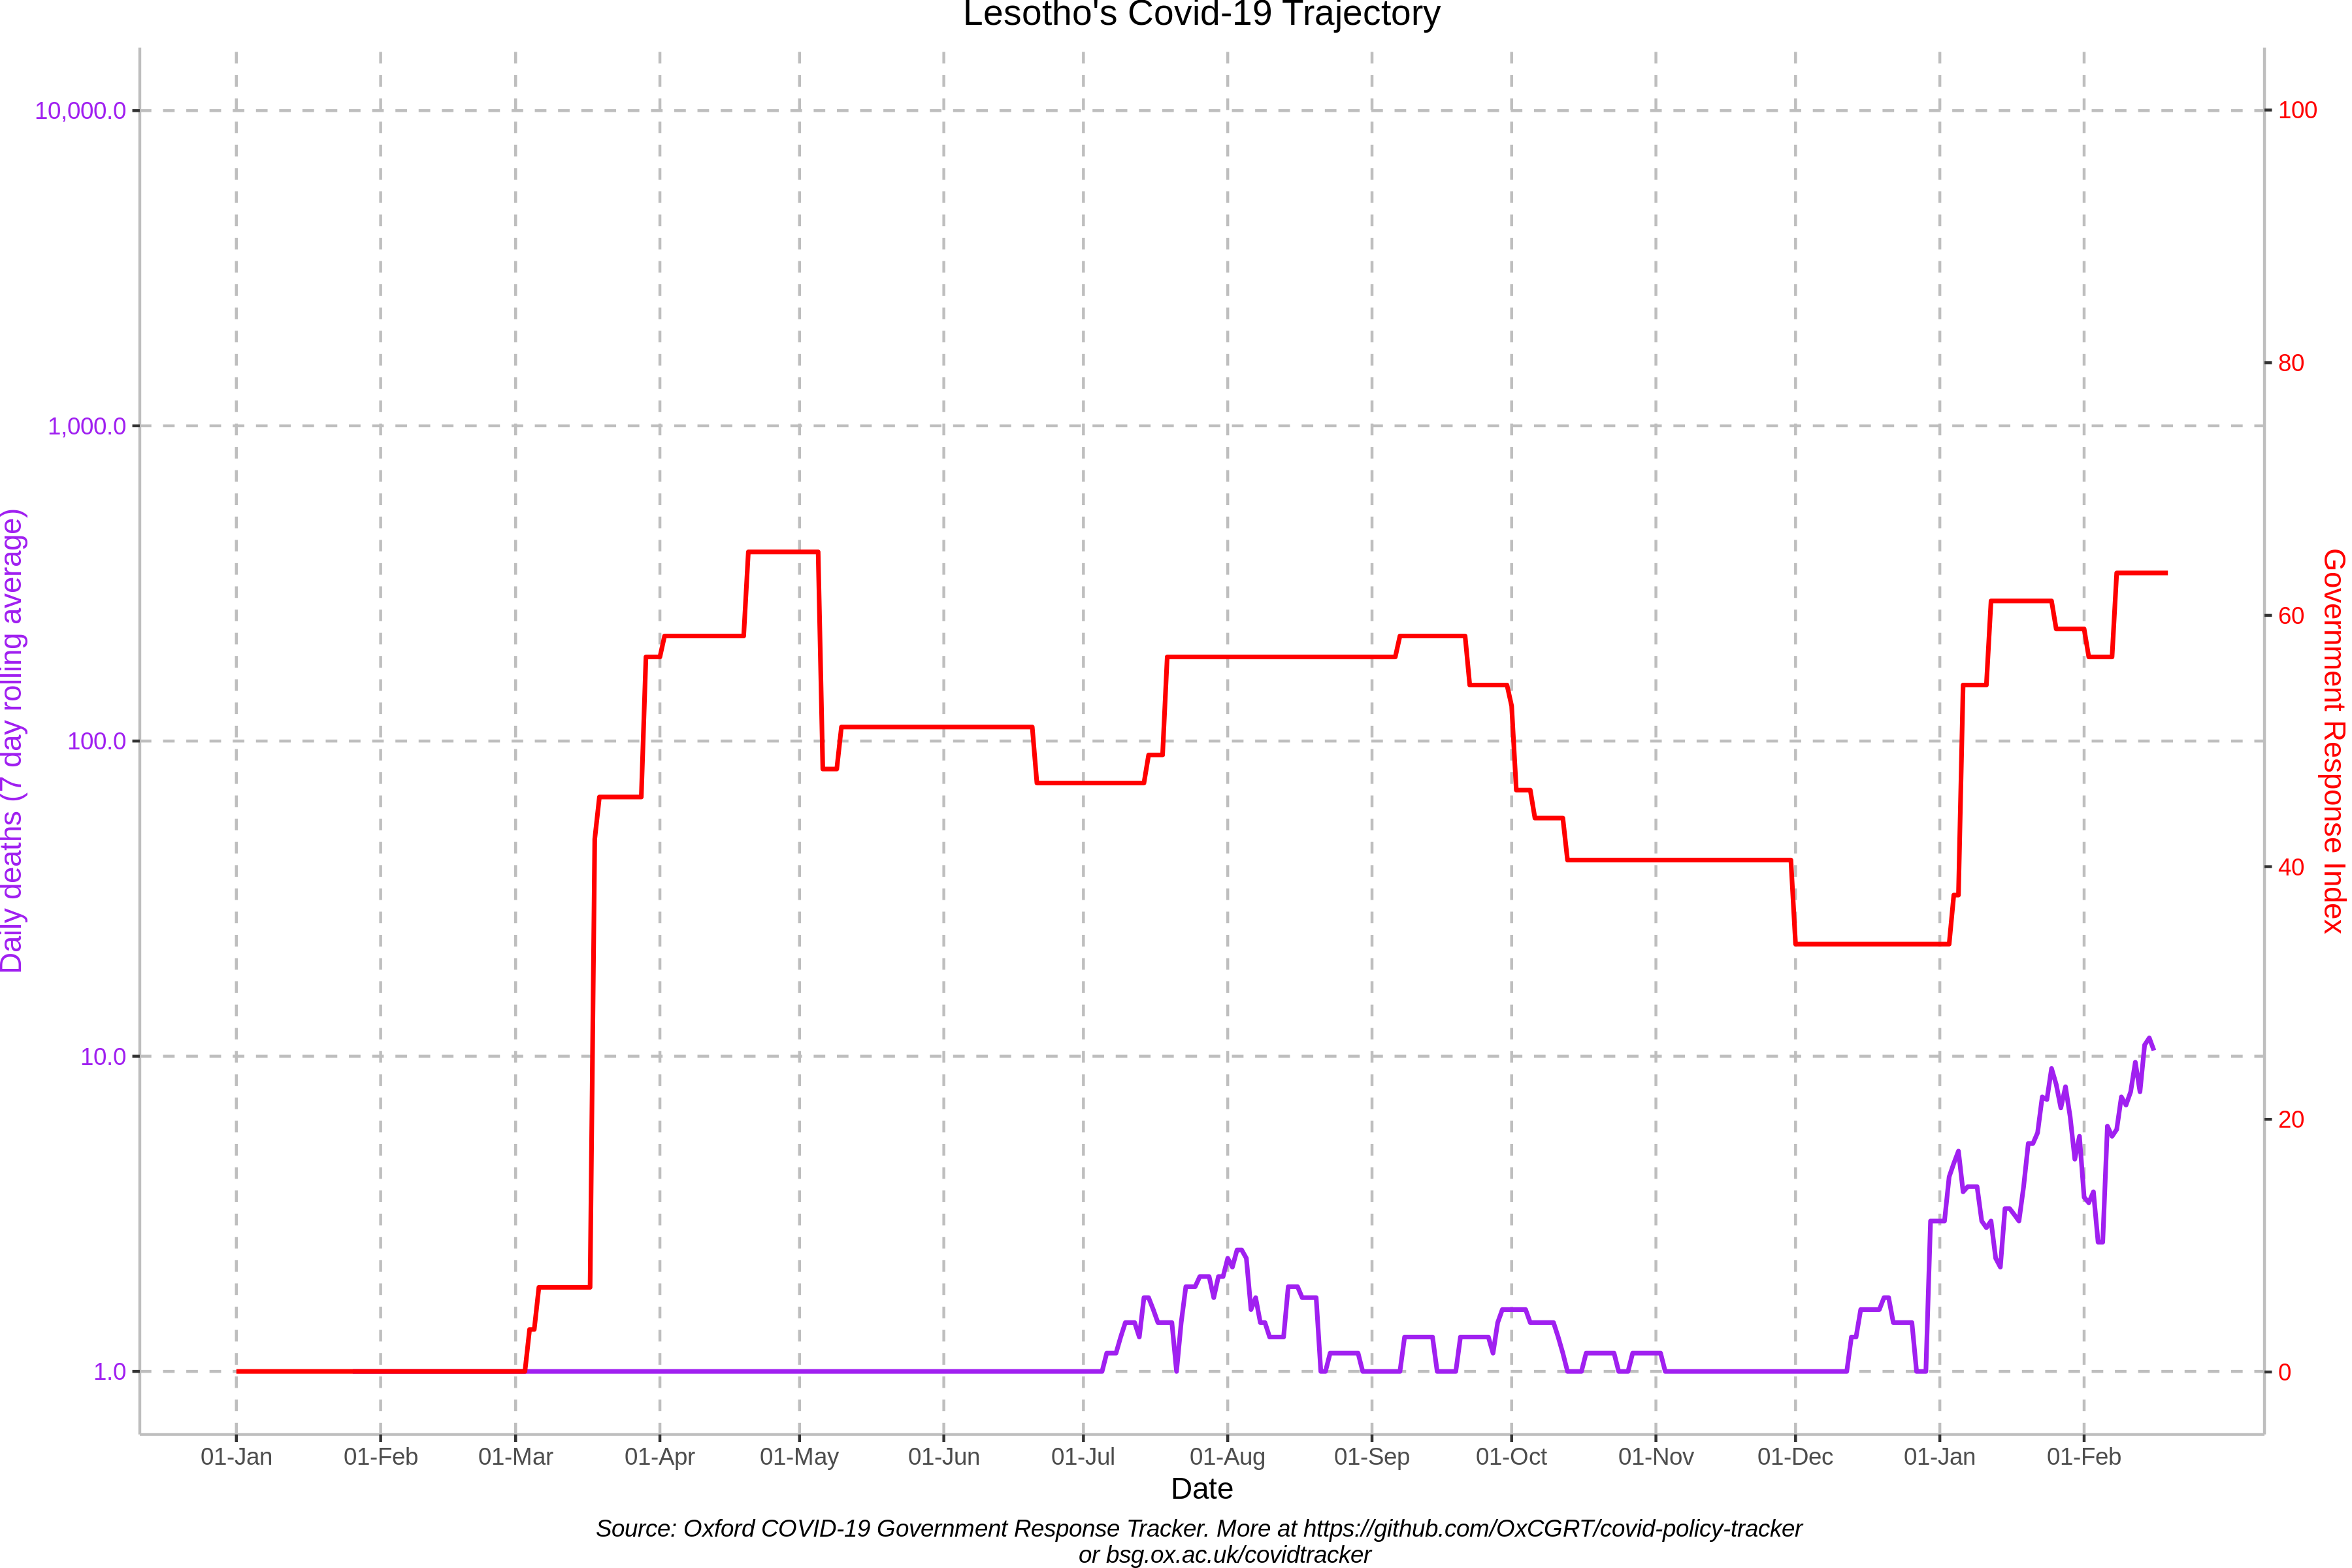 Lesotho's Covid-19 Trajectory
10,000.0
1,000.0
100.0
10.0
1.0
Daily deaths (7 day rolling average)
100
80
60
40
20
0
Government Response Index
01-Jan 01-Feb 01-Mar 01-Apr 01-May 01-Jun 01-Jul 01-Aug 01-Sep 01-Oct 01-Nov 01-Dec 01-Jan 01-Feb
Date
Source: Oxford COVID-19 Government Response Tracker. More at https://github.com/OxCGRT/covid-policy-tracker
or bsg.ox.ac.uk/covidtracker